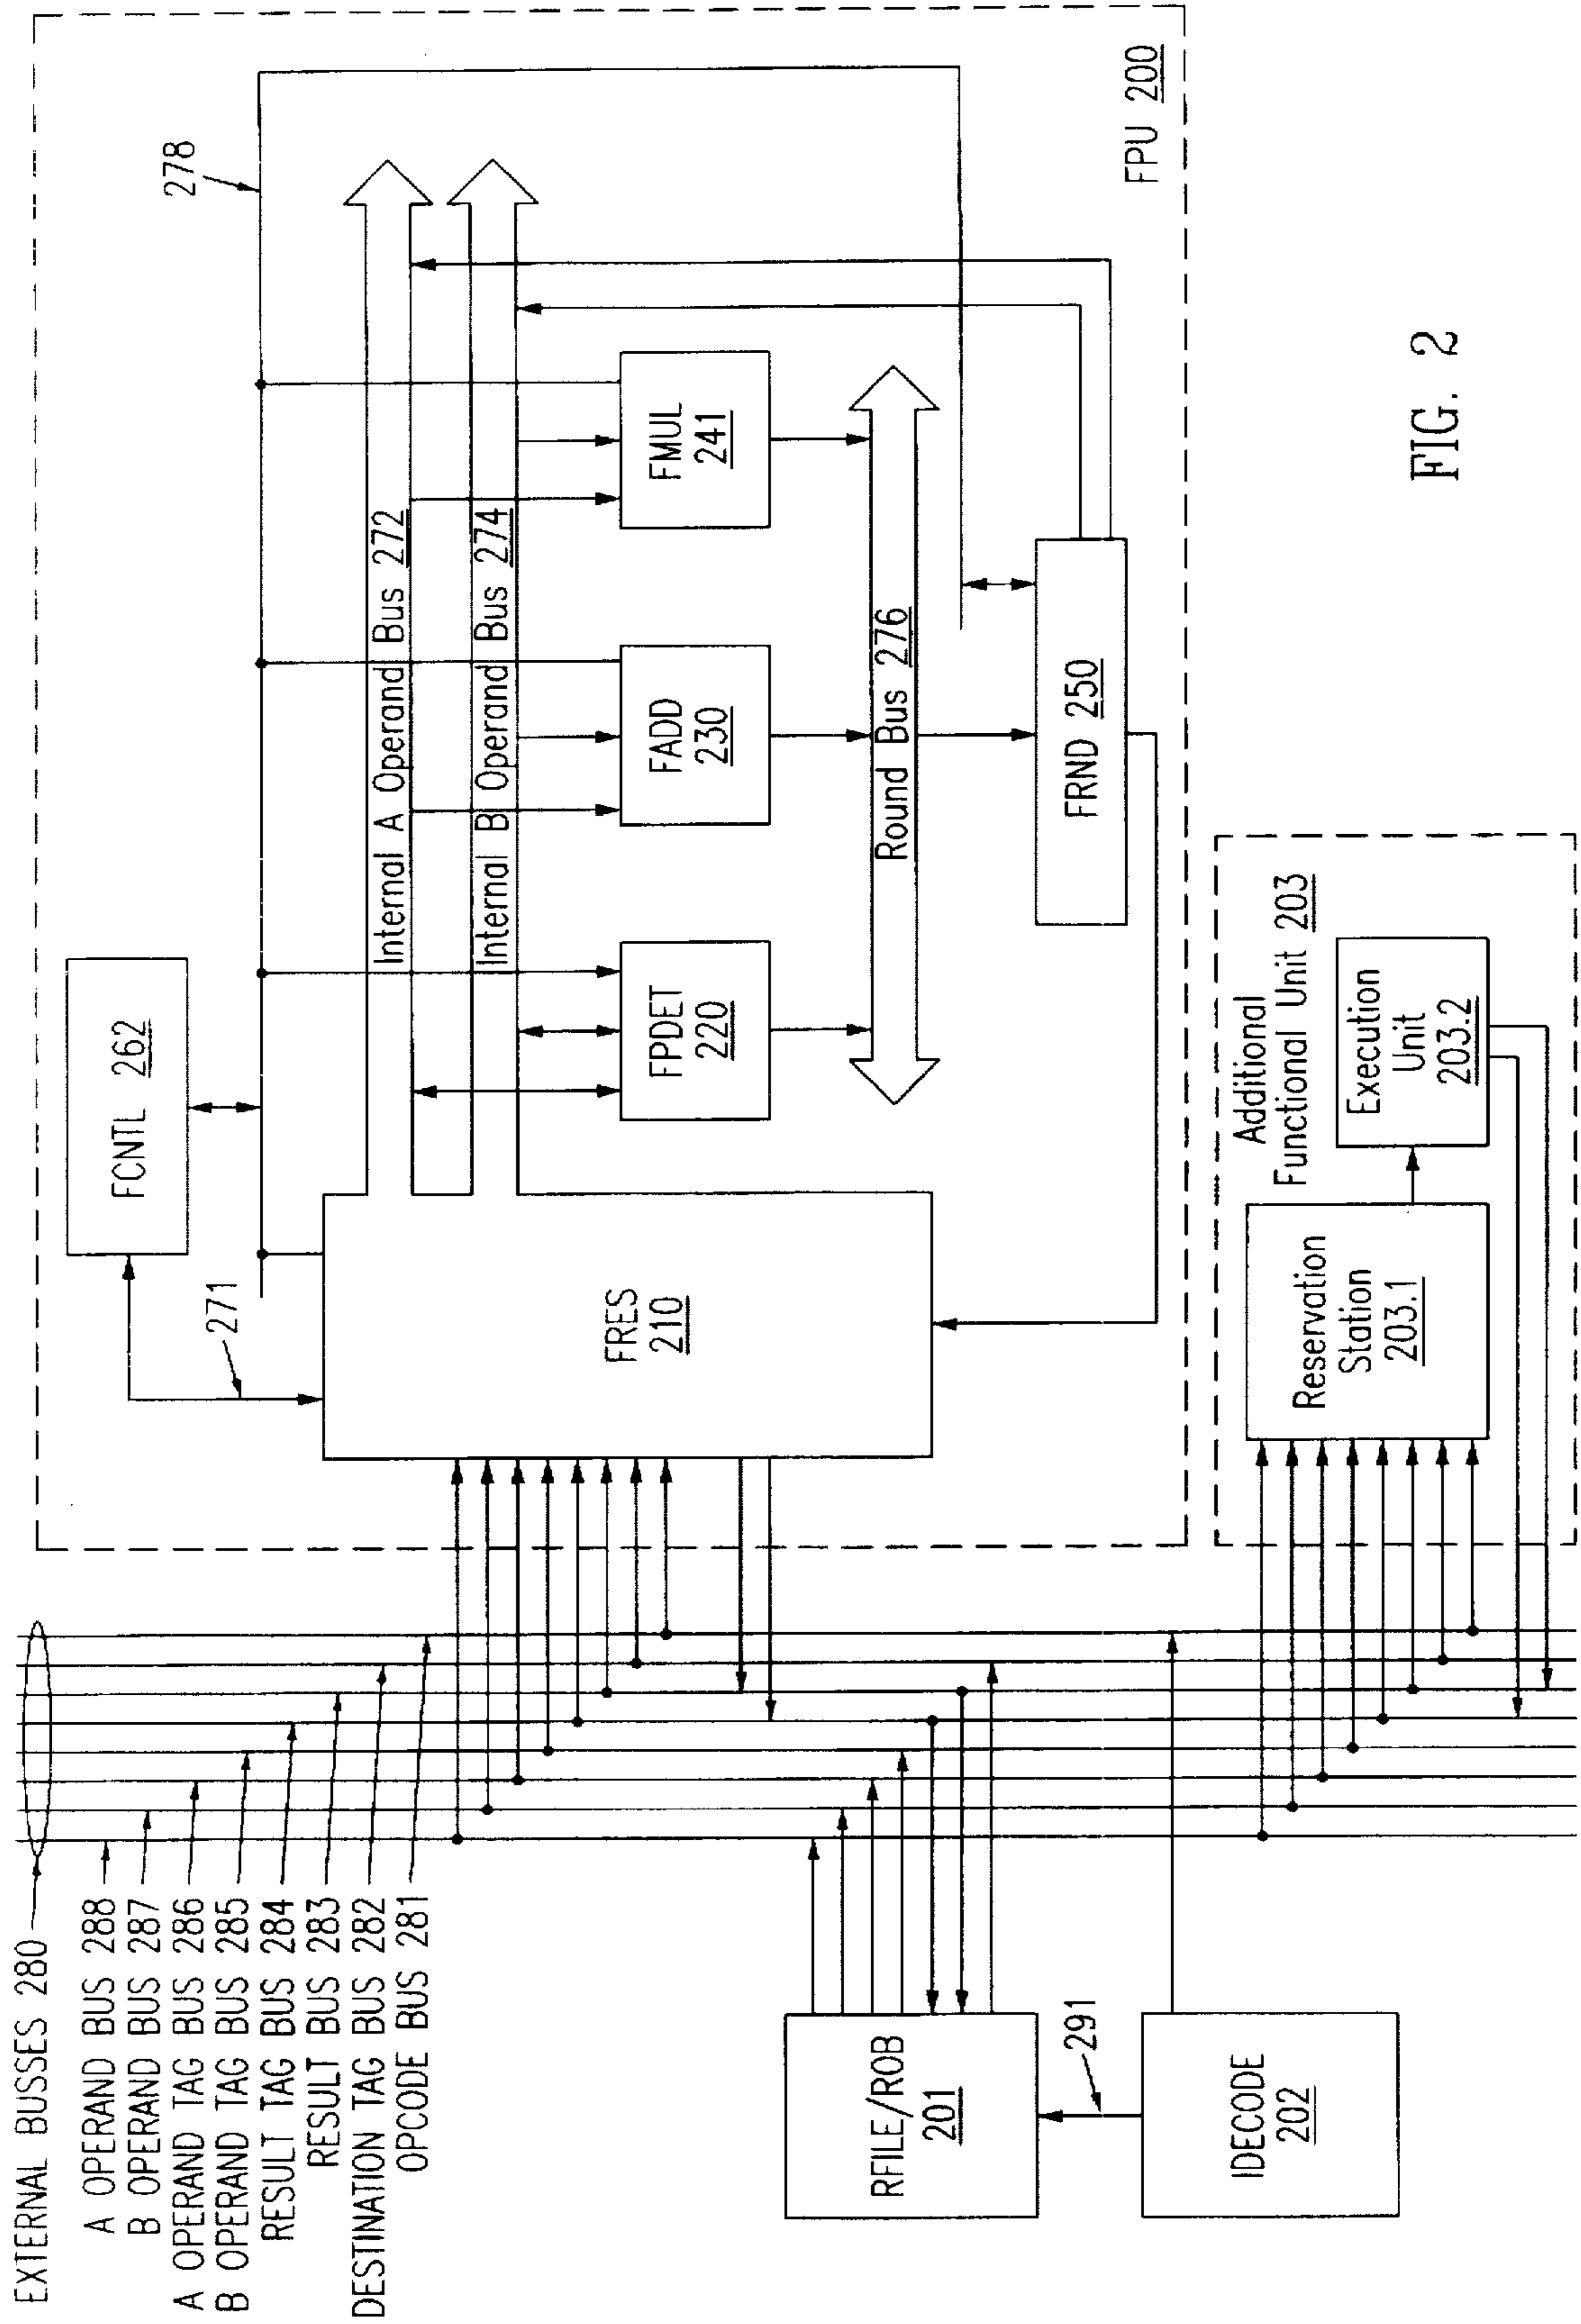 EXTERNAL BUSSES 280
A OPERAND BUS 288
B OPERAND BUS 287
A OPERAND TAG BUS 286
B OPERAND TAG BUS 285
RESULT TAG BUS 284
RESULT BUS 283
DESTINATION TAG BUS 282
OPCODE BUS 281
RFILE/ROB
201
291
IDECODE
202
271
FCNTL 262
278
FRES
210
Internal A Operand Bus 272
Internal B Operand Bus 274
FPDET
220
FADD
230
FMUL
241
Round Bus 276
FRND 250
FPU 200
Additional
Functional Unit 203
Reservation
Station
203.1
Execution
Unit
203.2
FIG. 2